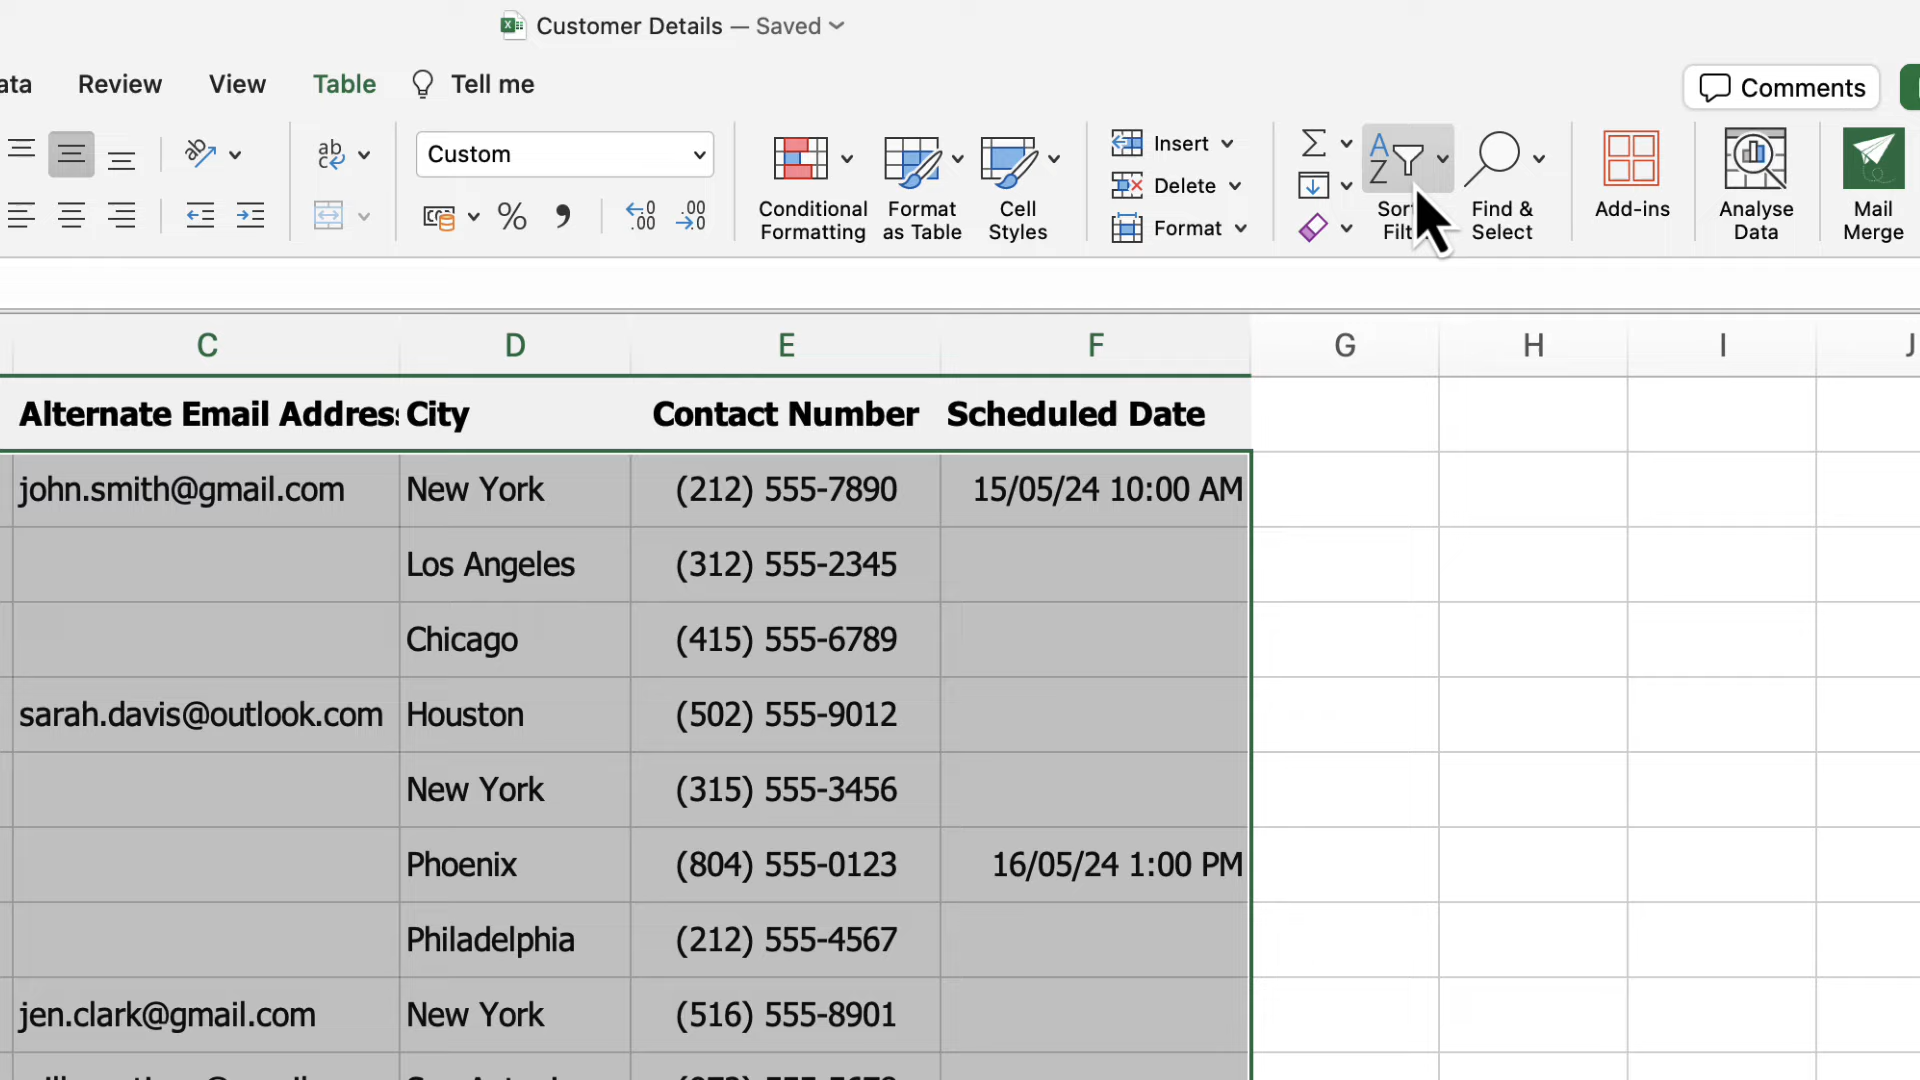 Customer Details — Saved
ata Review View Table Tell me
Comments
Custom
Insert
Delete
Format
Conditional Formatting
Format as Table
Cell Styles
Sort
Filt
Find & Select
Add-ins
Analyse Data
Mail Merge
C D E F G H I J
Alternate Email Address City Contact Number Scheduled Date
john.smith@gmail.com New York (212) 555-7890 15/05/24 10:00 AM
Los Angeles (312) 555-2345
Chicago (415) 555-6789
sarah.davis@outlook.com Houston (502) 555-9012
New York (315) 555-3456
Phoenix (804) 555-0123 16/05/24 1:00 PM
Philadelphia (212) 555-4567
jen.clark@gmail.com New York (516) 555-8901